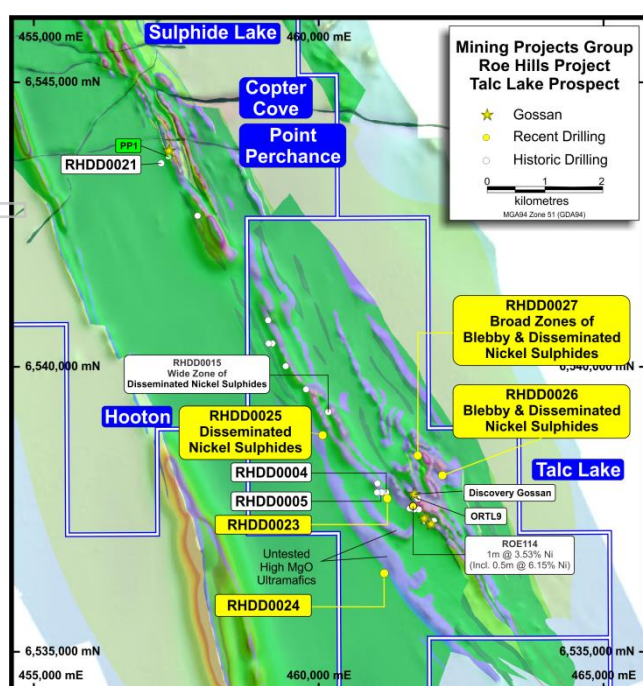 455,000 mE
Sulphide Lake
460,000 mE
6,545,000 mN
Copter
Cove
Point
Perchance
PP1
RHDD0021
Mining Projects Group
Roe Hills Project
Talc Lake Prospect
Gossan
Recent Drilling
Historic Drilling
0 2
kilometres
MGA94 Zone 51 (GDA94)
RHDD0027
Broad Zones of
Blebby & Disseminated
Nickel Sulphides
6,540,000 mN
6,540,000 mN
RHDD0015
Wide Zone of
Disseminated Nickel Sulphides
RHDD0026
Blebby & Disseminated
Nickel Sulphides
Hooton
RHDD0025
Disseminated
Nickel Sulphides
Talc Lake
RHDD0004
RHDD0005
RHDD0023
Discovery Gossan
ORTL9
ROE114
1m @ 3.53% Ni
(Incl. 0.5m @ 6.15% Ni)
Untested
High MgO
Ultramafics
RHDD0024
6,535,000 mN
6,535,000 mN
455,000 mE
460,000 mE
465,000 mE